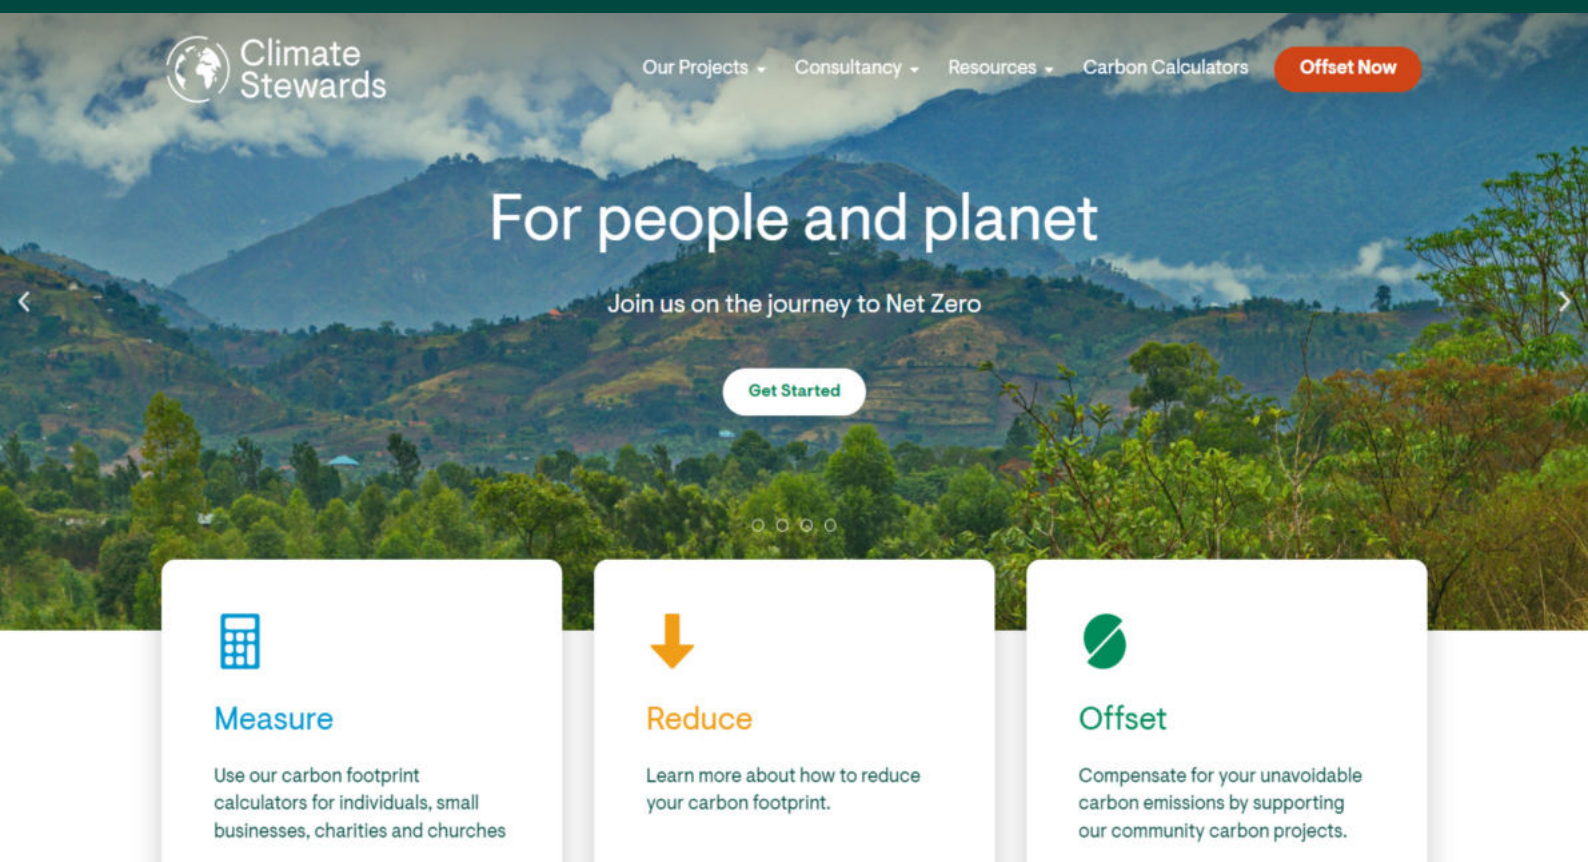 Climate
Stewards
Our Projects
Consultancy
Resources
Carbon Calculators
Offset Now
For people and planet
Join us on the journey to Net Zero
Get Started
Measure
Use our carbon footprint
calculators for individuals, small
businesses, charities and churches
Reduce
Learn more about how to reduce
your carbon footprint.
Offset
Compensate for your unavoidable
carbon emissions by supporting
our community carbon projects.